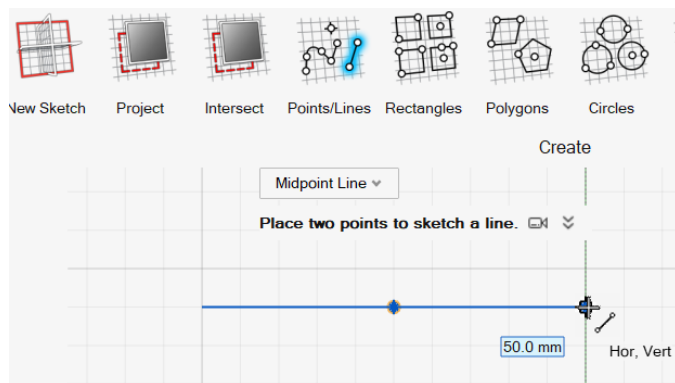 New Sketch Project Intersect Points/Lines Rectangles Polygons Circles
Create
Midpoint Line
Place two points to sketch a line.
50.0 mm
Hor, Vert